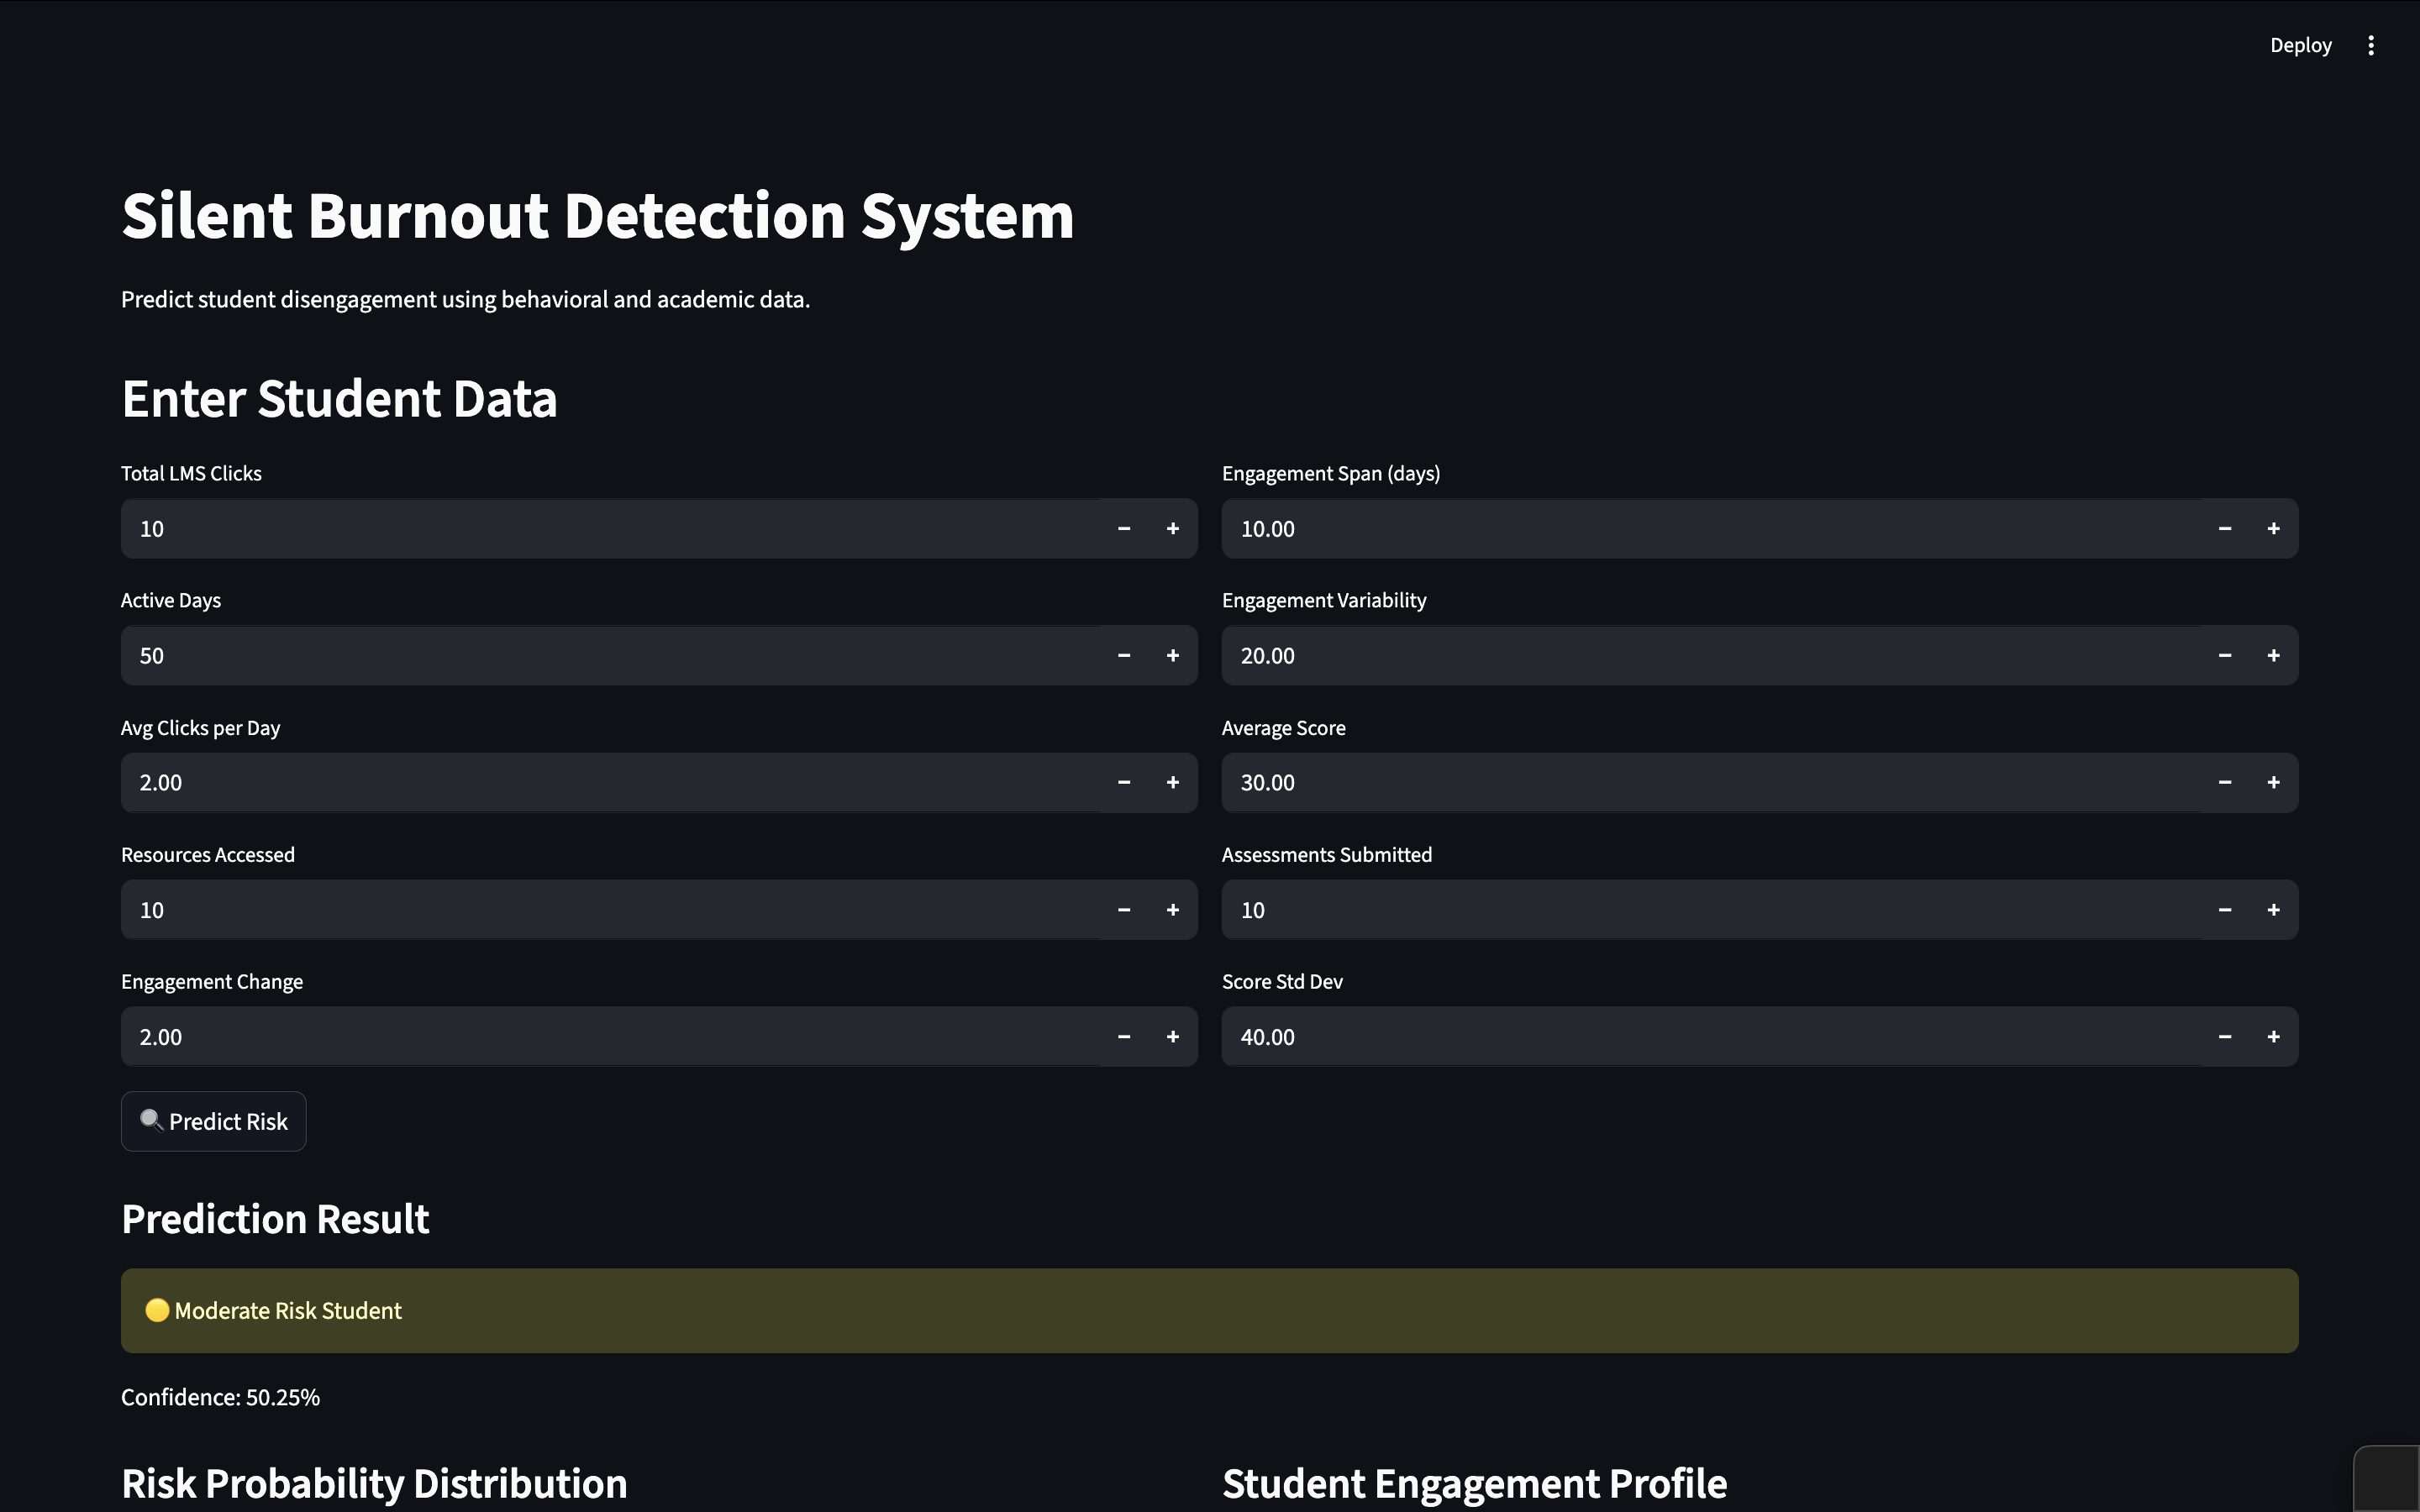 Deploy
Silent Burnout Detection System
Predict student disengagement using behavioral and academic data.
Enter Student Data
Total LMS Clicks
10
Engagement Span (days)
10.00
Active Days
50
Engagement Variability
20.00
Avg Clicks per Day
2.00
Average Score
30.00
Resources Accessed
10
Assessments Submitted
10
Engagement Change
2.00
Score Std Dev
40.00
🔍 Predict Risk
Prediction Result
🟡 Moderate Risk Student
Confidence: 50.25%
Risk Probability Distribution
Student Engagement Profile